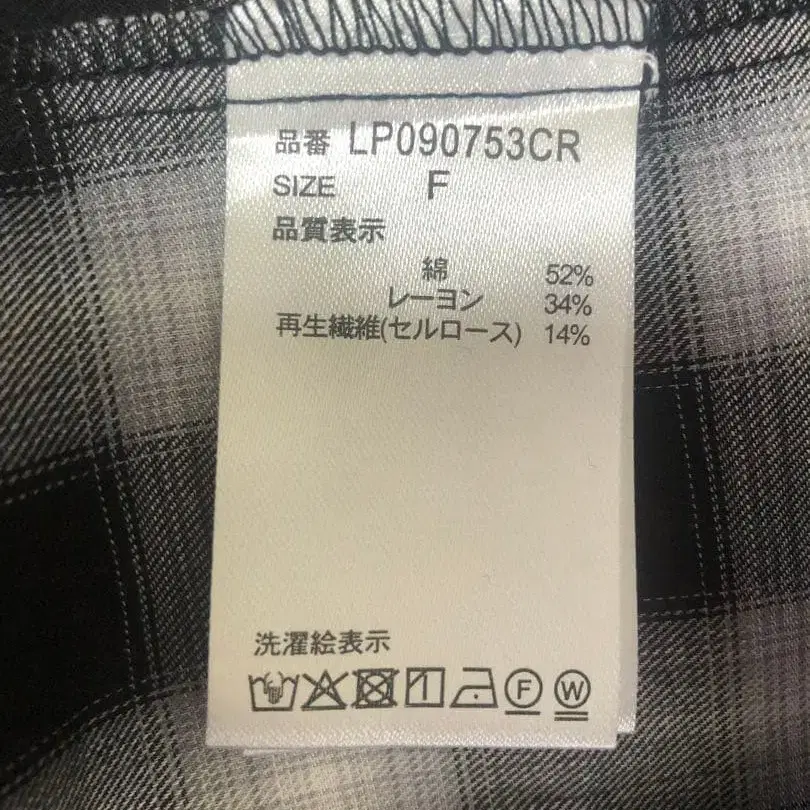 品番 LP090753CR
SIZE F
品質表示
綿 52%
レーヨン 34%
再生繊維(セルロース) 14%
洗濯絵表示
F W